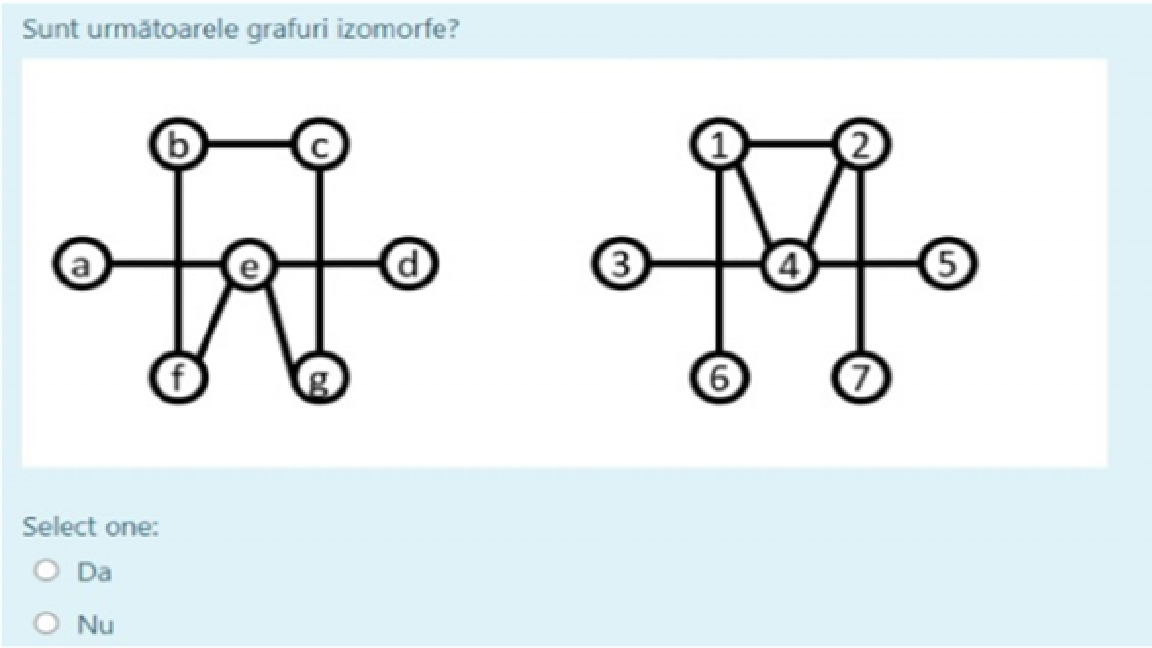 Sunt următoarele grafuri izomorfe?
b c 1 2
a e d 3 4 5
f g 6 7
Select one:
Da
Nu